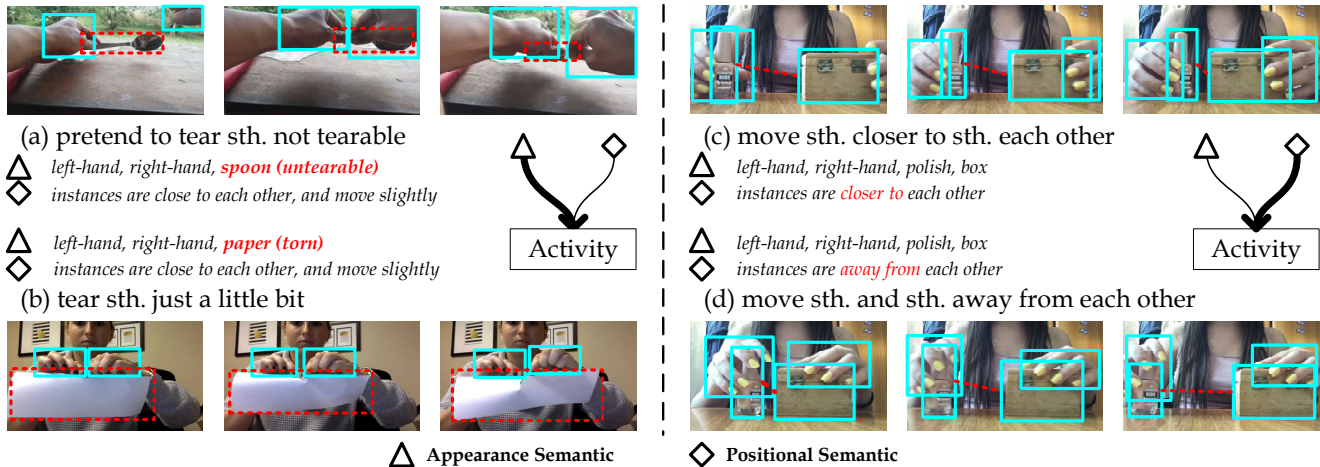 (a) pretend to tear sth. not tearable
left-hand, right-hand, spoon (untearable)
instances are close to each other, and move slightly
left-hand, right-hand, paper (torn)
instances are close to each other, and move slightly
(b) tear sth. just a little bit
Activity
(c) move sth. closer to sth. each other
left-hand, right-hand, polish, box
instances are closer to each other
left-hand, right-hand, polish, box
instances are away from each other
(d) move sth. and sth. away from each other
Activity
Appearance Semantic
Positional Semantic